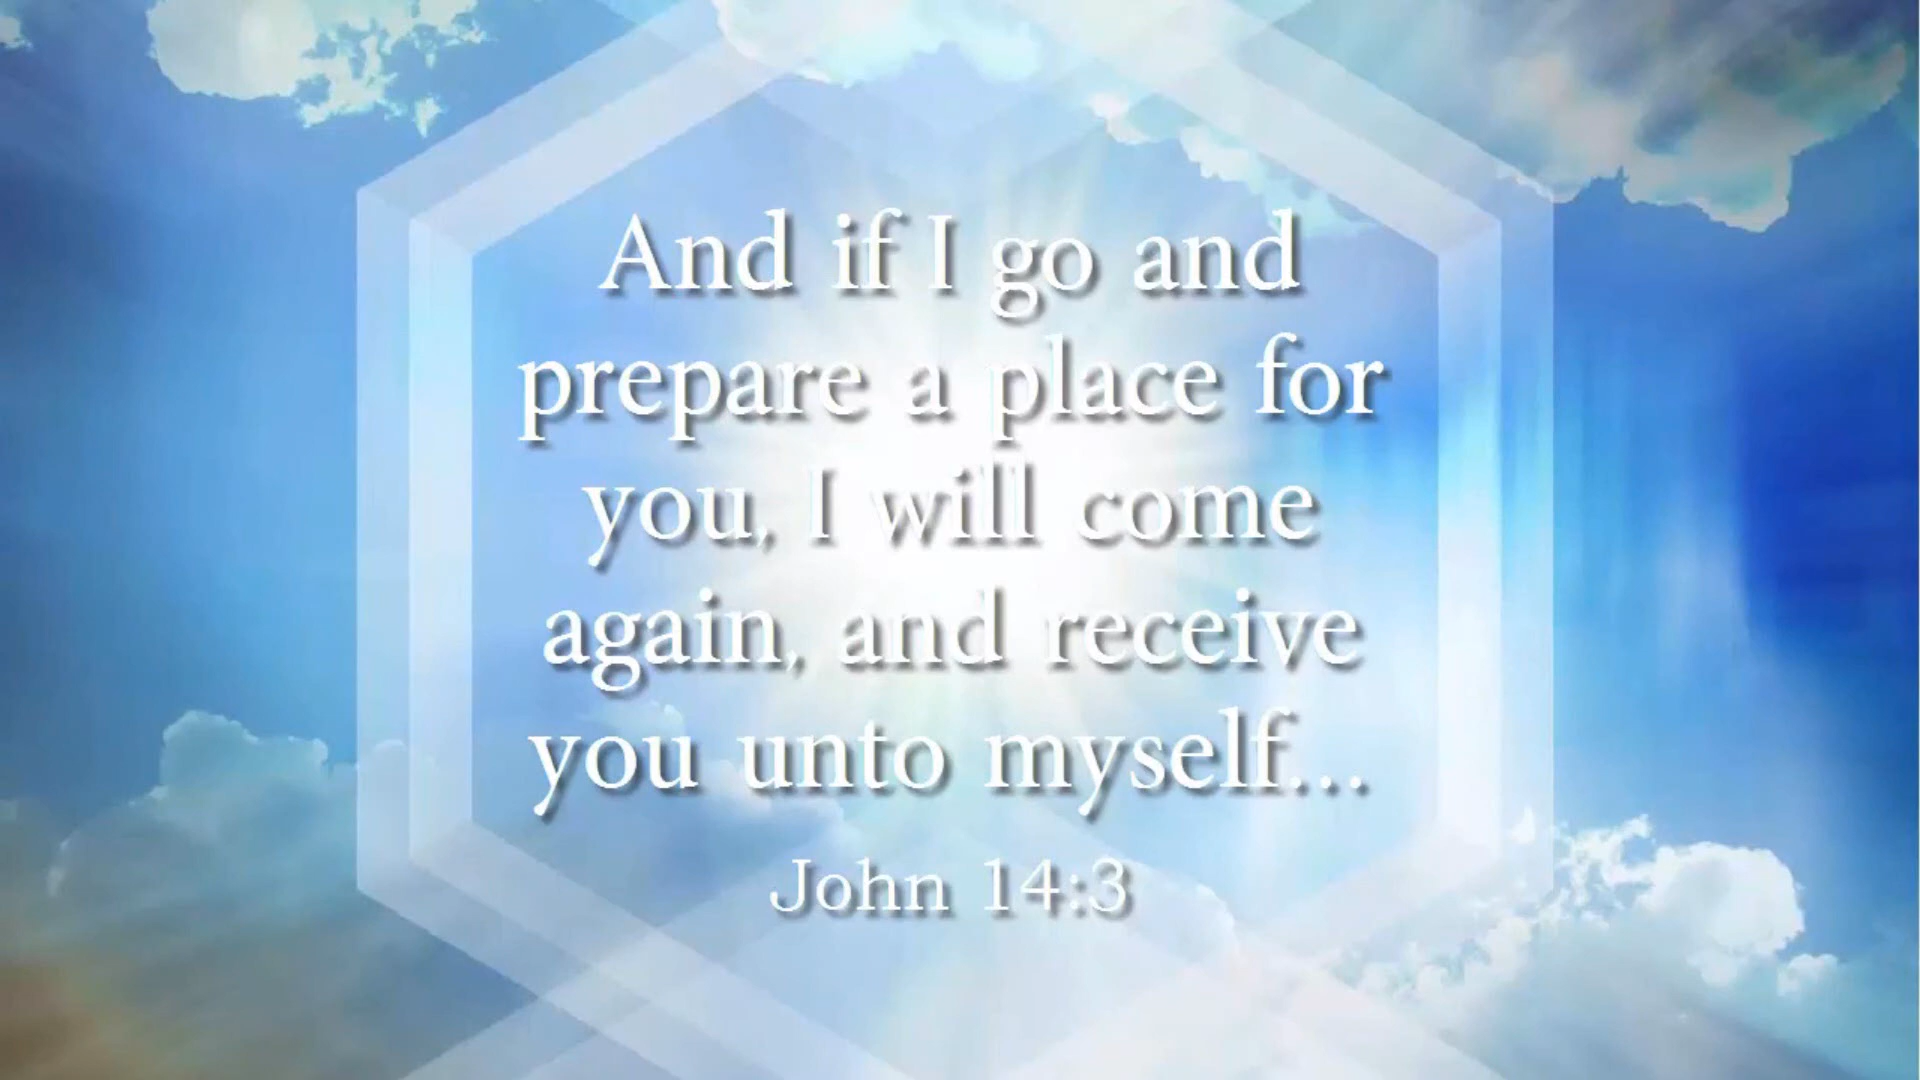 And if I go and
prepare a place for
you, I will come
again, and receive
you unto myself...
John 14:3